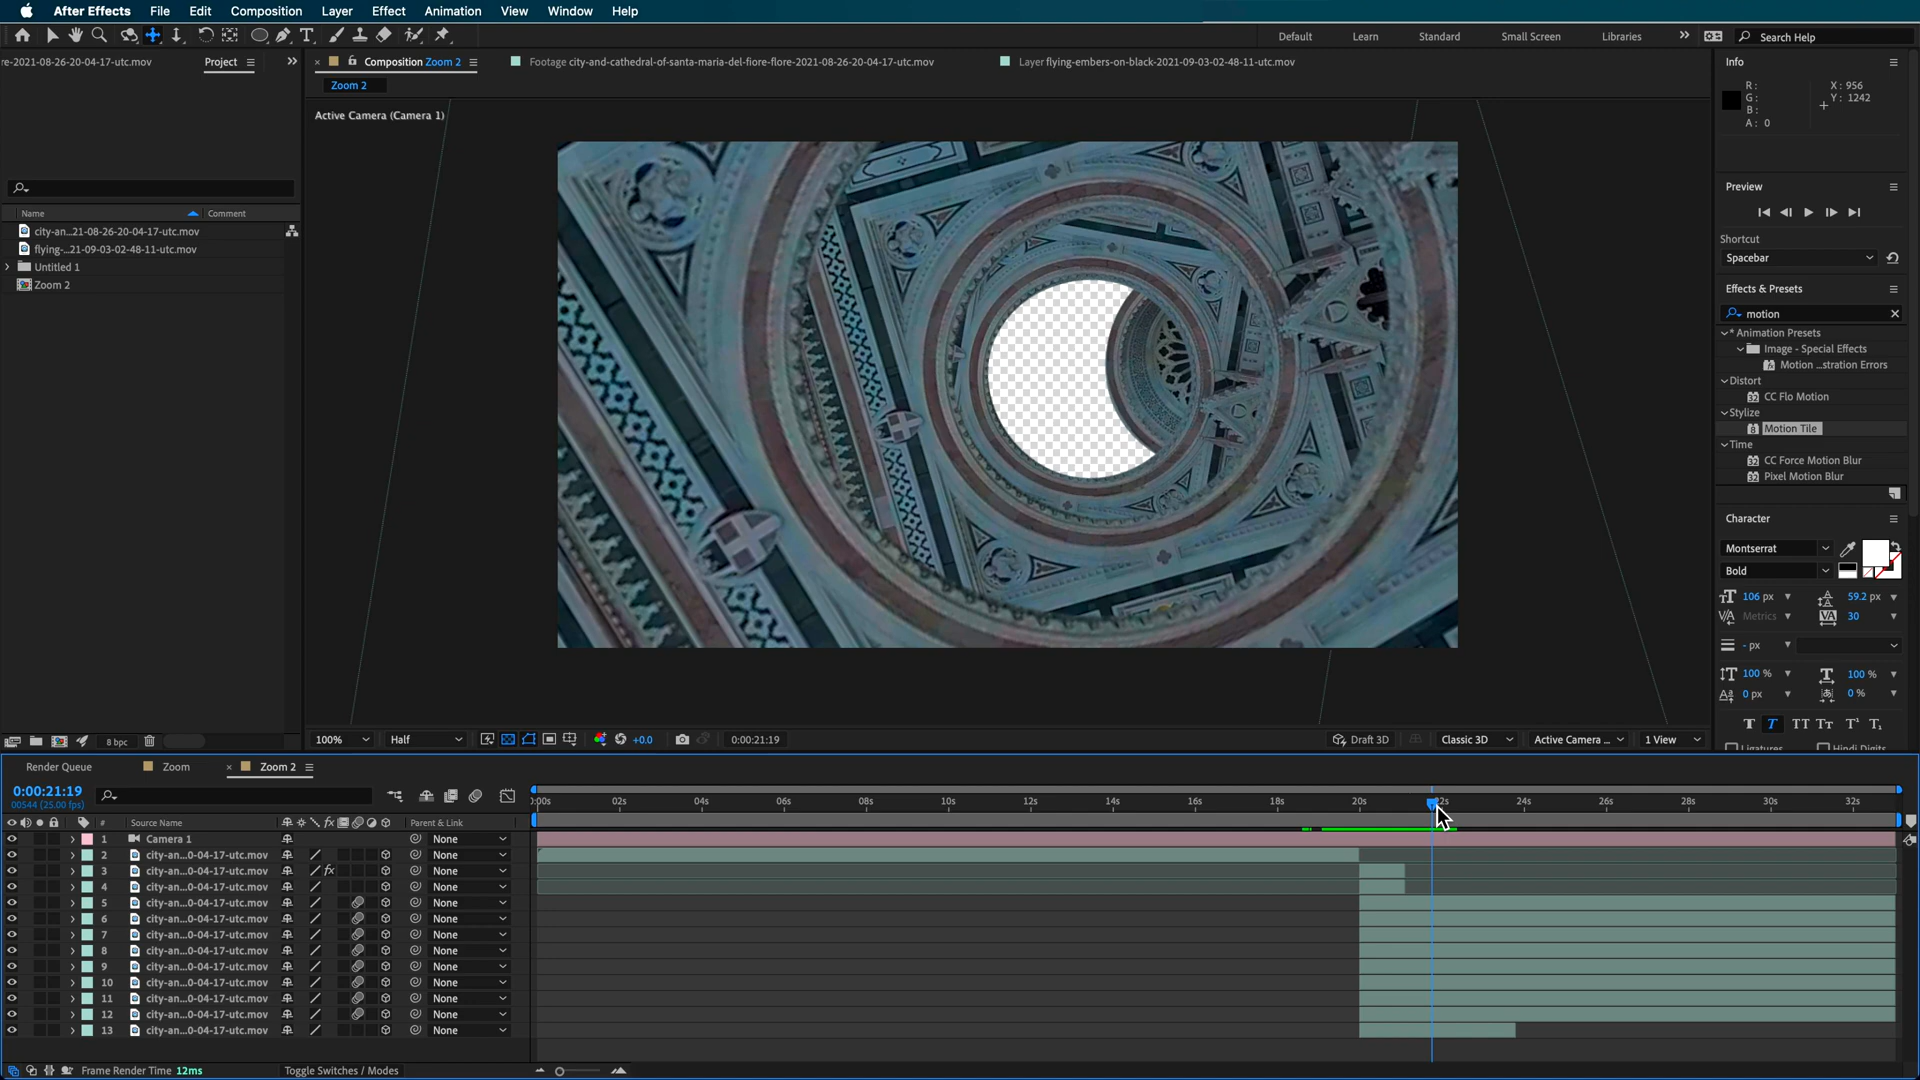 After Effects File Edit Composition Layer Effect Animation View Window Help
Default Learn Standard Small Screen Libraries Search Help
re-2021-08-26-20-04-17-utc.mov Project
Composition Zoom 2 Footage city-and-cathedral-of-santa-maria-del-fiore-flore-2021-08-26-20-04-17-utc.mov Layer flying-embers-on-black-2021-09-03-02-48-11-utc.mov
Zoom 2
Active Camera (Camera 1)
Name Comment
city-an...21-08-26-20-04-17-utc.mov
flying-...21-09-03-02-48-11-utc.mov
Untitled 1
Zoom 2
8 bpc
100% Half +0.0 0:00:21:19 Draft 3D Classic 3D Active Camera ... 1 View
Info
R: X: 956
G: Y: 1242
B:
A: 0
Preview
Shortcut
Spacebar
Effects & Presets
motion
* Animation Presets
Image - Special Effects
Motion ...stration Errors
Distort
CC Flo Motion
Stylize
Motion Tile
Time
CC Force Motion Blur
Pixel Motion Blur
Character
Montserrat
Bold
106 px 59.2 px
Metrics 30
- px
100 % 100 %
0 px 0 %
Ligatures Hindi Digits
Render Queue Zoom Zoom 2
0:00:21:19
00544 (25.00 fps)
:00s 02s 04s 06s 08s 10s 12s 14s 16s 18s 20s 22s 24s 26s 28s 30s 32s
# Source Name Parent & Link
1 Camera 1 None
2 city-an...0-04-17-utc.mov None
3 city-an...0-04-17-utc.mov fx None
4 city-an...0-04-17-utc.mov None
5 city-an...0-04-17-utc.mov None
6 city-an...0-04-17-utc.mov None
7 city-an...0-04-17-utc.mov None
8 city-an...0-04-17-utc.mov None
9 city-an...0-04-17-utc.mov None
10 city-an...0-04-17-utc.mov None
11 city-an...0-04-17-utc.mov None
12 city-an...0-04-17-utc.mov None
13 city-an...0-04-17-utc.mov None
Frame Render Time 12ms Toggle Switches / Modes